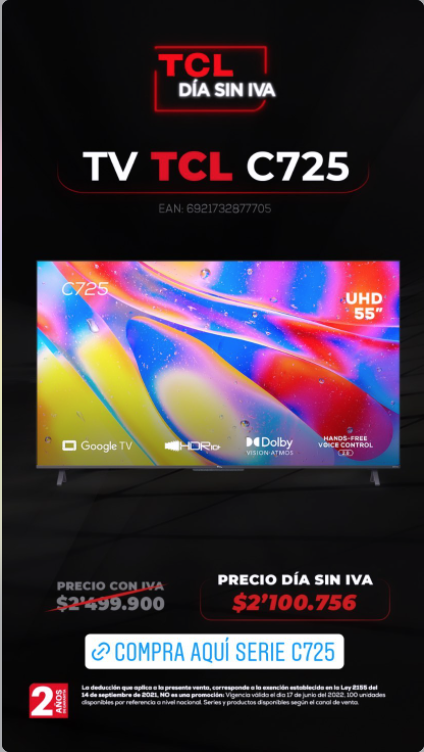 TCL
DÍA SIN IVA
TV TCL C725
EAN: 6921732877705
C725
UHD
55”
Google TV
HDR10
Dolby
VISION·ATMOS
HANDS-FREE
VOICE CONTROL
PRECIO CON IVA
$2'499.900
PRECIO DÍA SIN IVA
$2'100.756
COMPRA AQUÍ SERIE C725
2 AÑOS
La deducción que aplica a la presente venta, corresponde a la exención establecida en la Ley 2155 del
14 de septiembre de 2021, NO es una promoción: Vigencia válida el día 17 de junio del 2022. 100 unidades
disponibles por referencia a nivel nacional. Series y productos disponibles según el canal de venta.